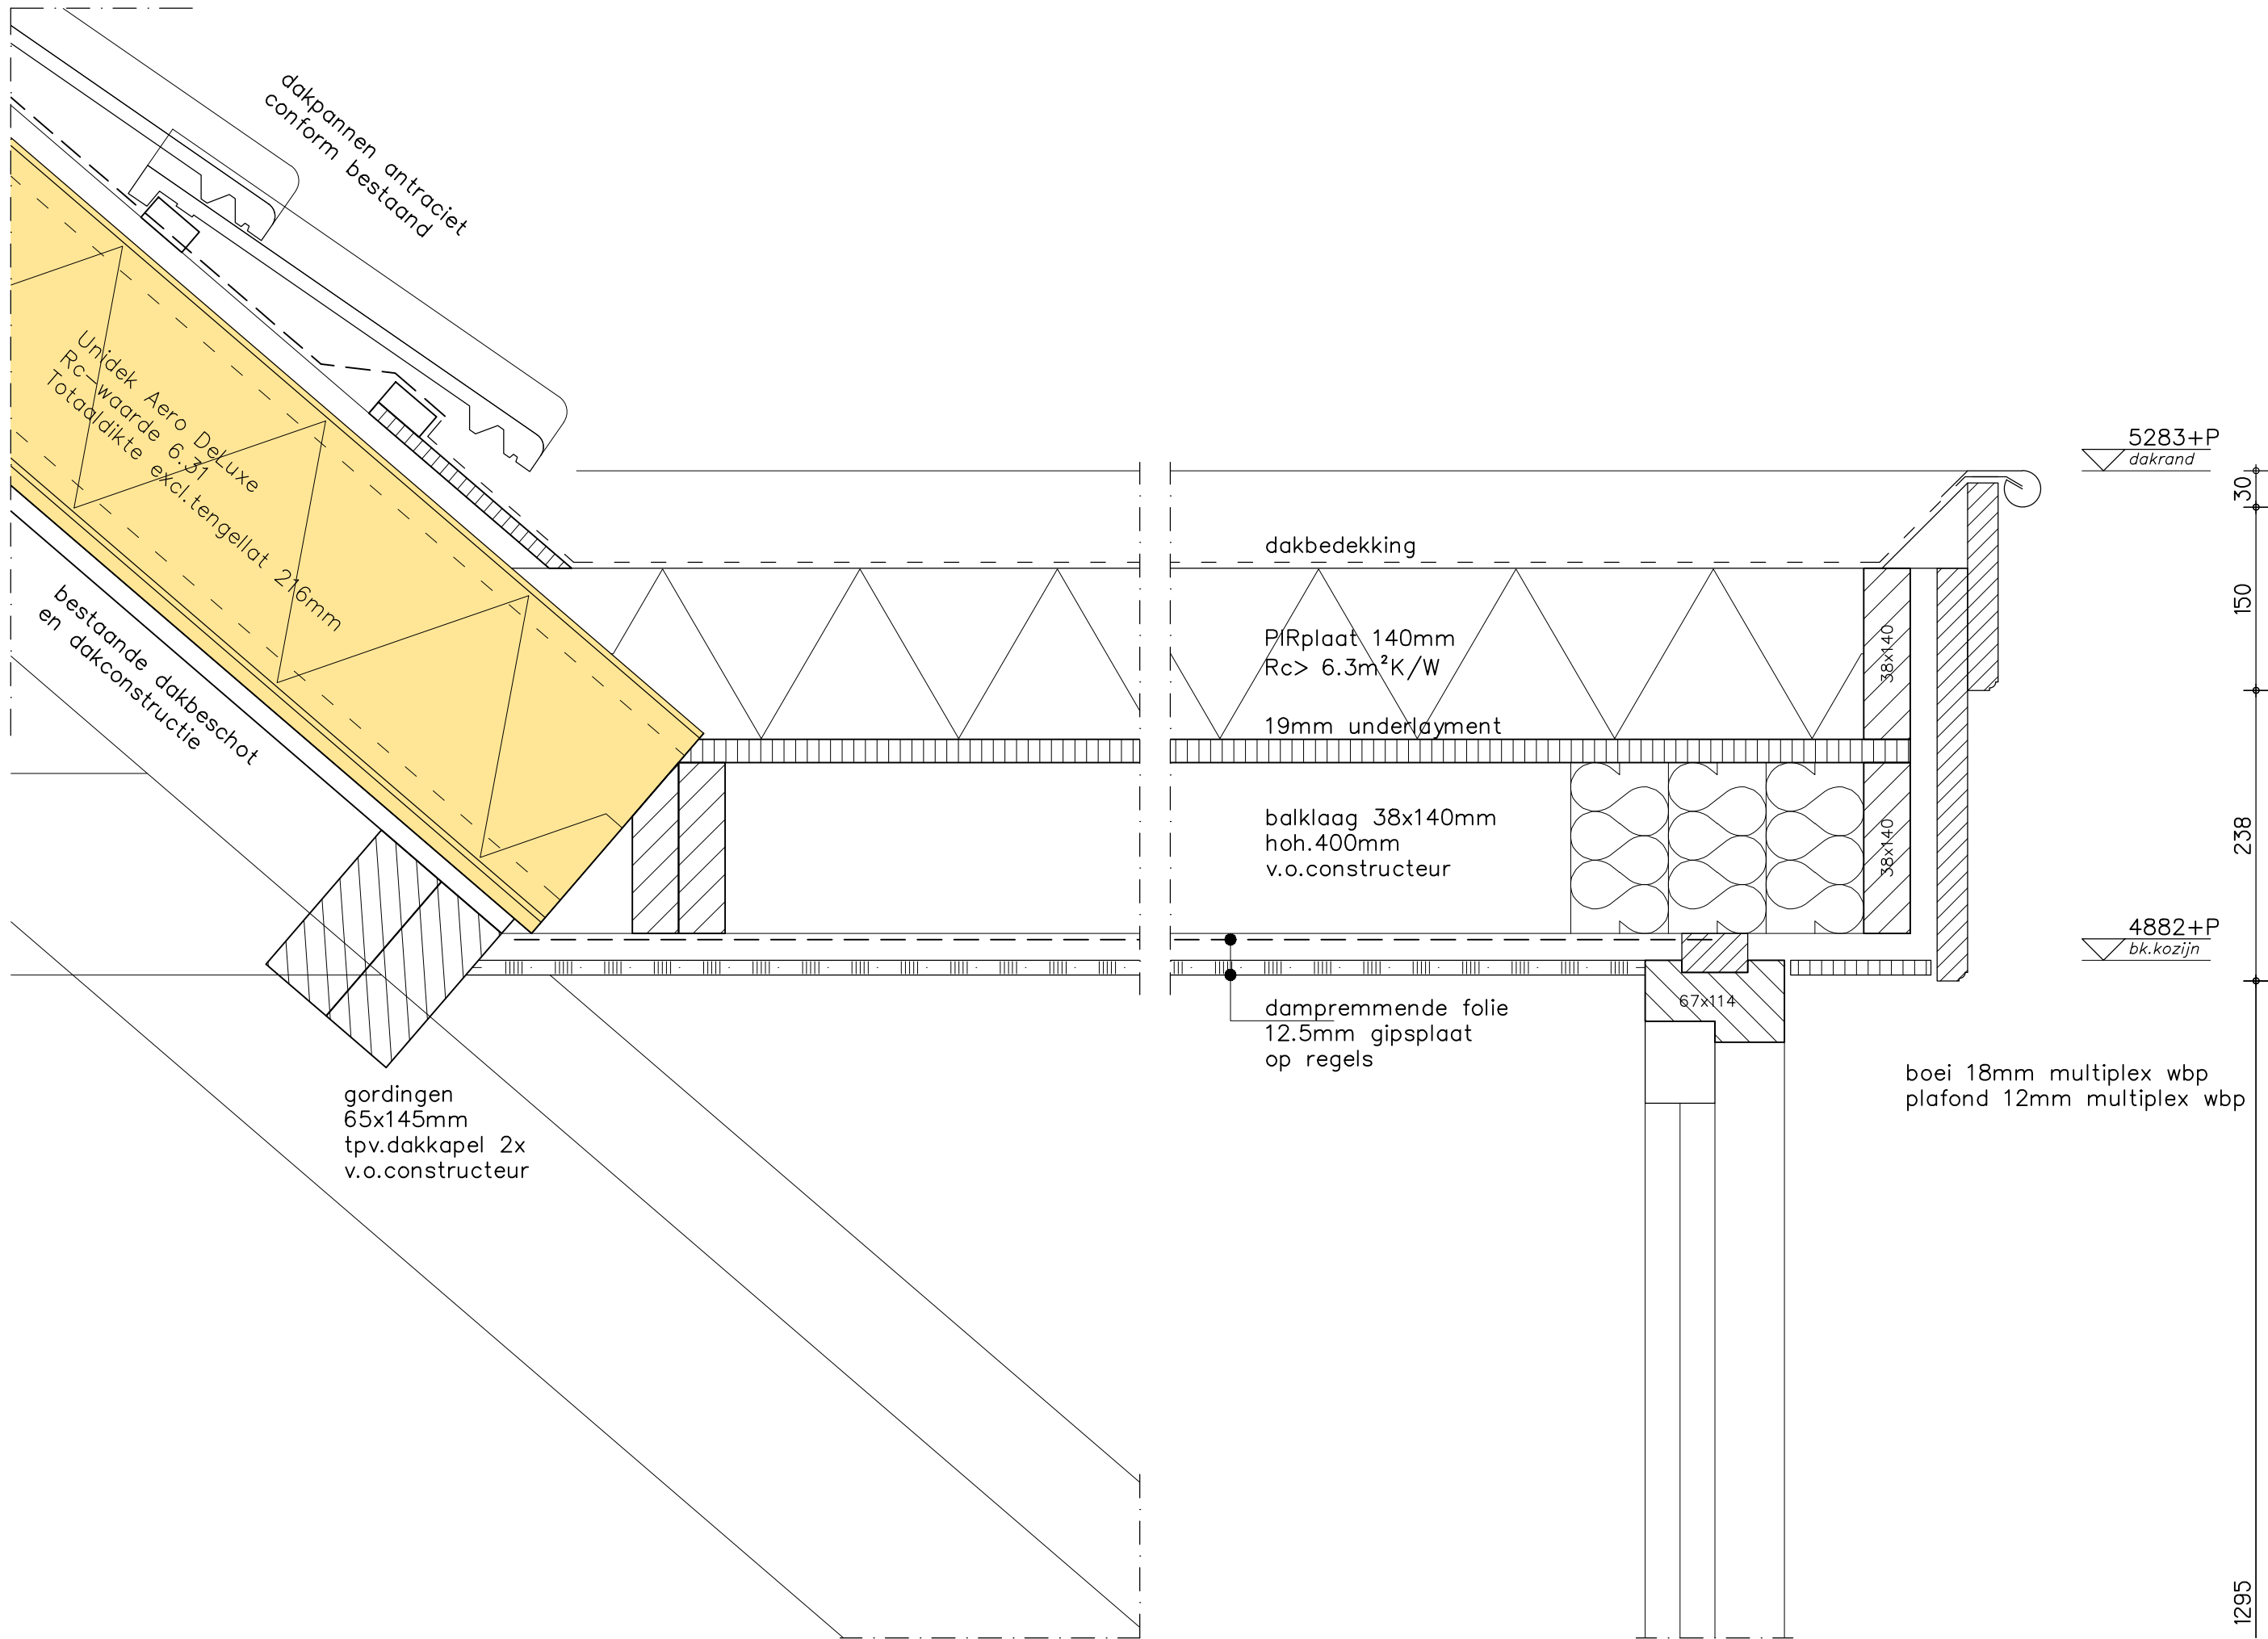 dakpannen antraciet
conform bestaand
Unidek Aero DeLuxe
Rc-waarde 6.31
Totaaldikte excl.tengellat 216mm
bestaande dakbeschot
en dakconstructie
gordingen
65x145mm
tpv.dakkapel 2x
v.o.constructeur
dakbedekking
PIRplaat 140mm
Rc> 6.3m²K/W
19mm underlayment
balklaag 38x140mm
hoh.400mm
v.o.constructeur
dampremmende folie
12.5mm gipsplaat
op regels
38x140
38x140
67x114
boei 18mm multiplex wbp
plafond 12mm multiplex wbp
5283+P
dakrand
4882+P
bk.kozijn
30
150
238
1295